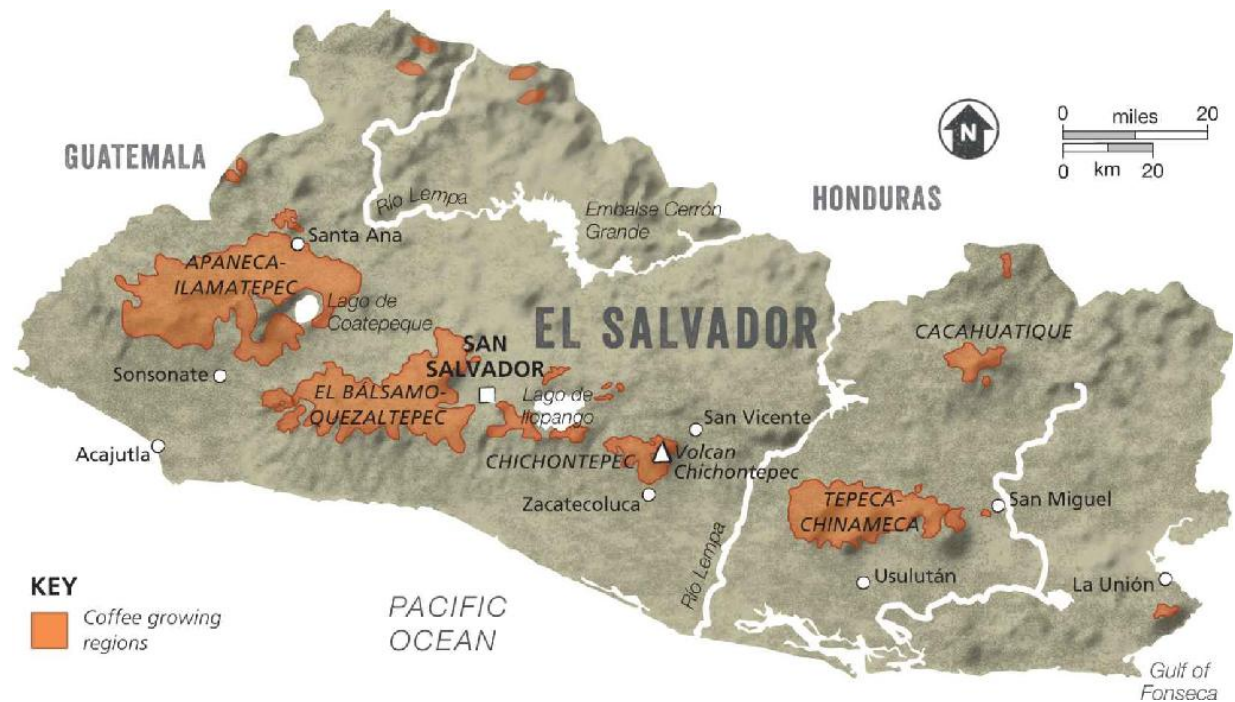 GUATEMALA
HONDURAS
N
0 miles 20
0 km 20
Río Lempa
Embalse Cerrón
Grande
Santa Ana
APANECA-
ILAMATEPEC
Lago de
Coatepeque
EL SALVADOR
CACAHUATIQUE
SAN
SALVADOR
Sonsonate
EL BÁLSAMO-
QUEZALTEPEC
Lago de
Ilopango
San Vicente
Acajutla
CHICHONTEPEC
Volcan
Chichontepec
Zacatecoluca
TEPECA-
CHINAMECA
San Miguel
Río Lempa
Usulután
La Unión
KEY
Coffee growing
regions
PACIFIC
OCEAN
Gulf of
Fonseca